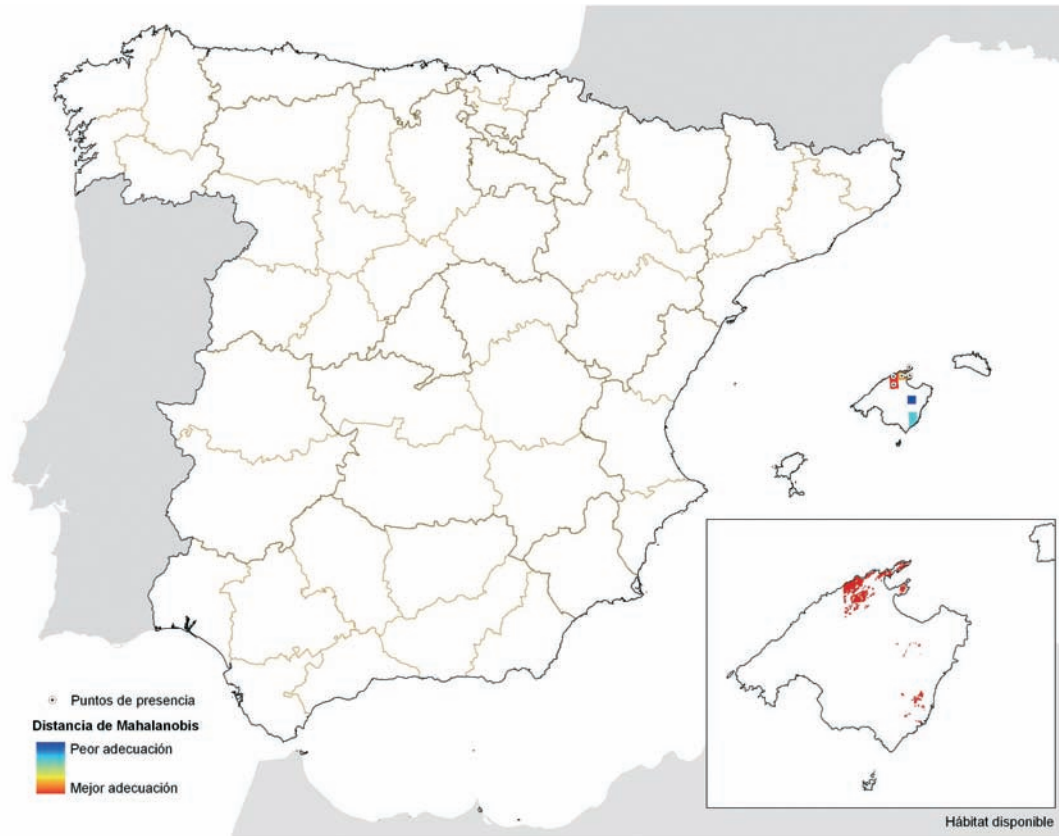 Puntos de presencia
Distancia de Mahalanobis
Peor adecuación
Mejor adecuación
Hábitat disponible